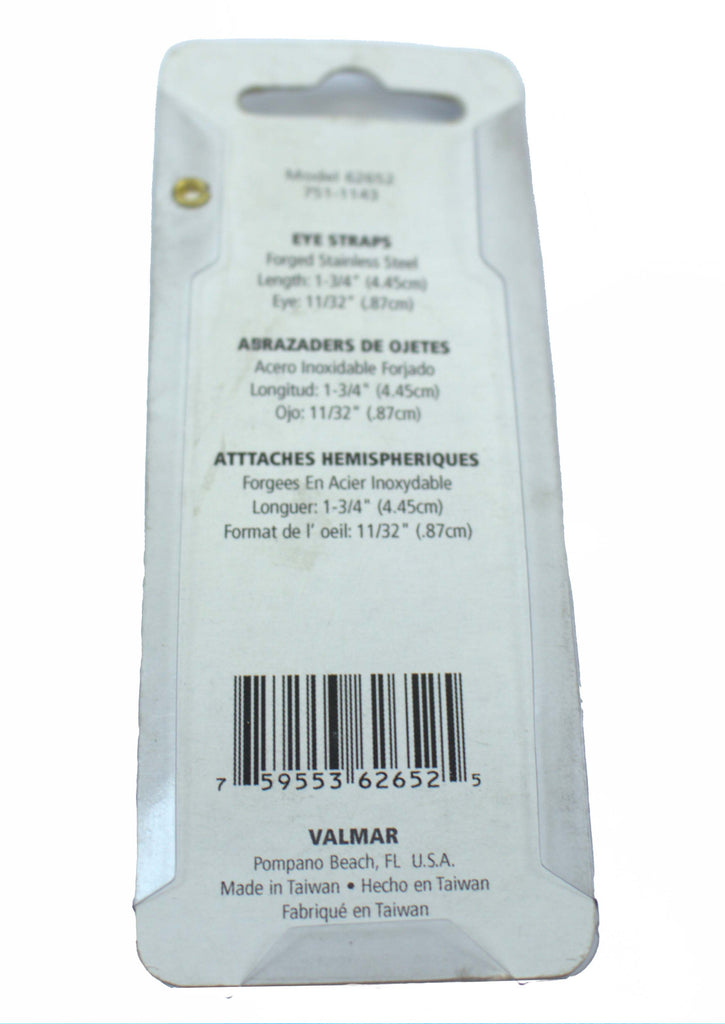 Model 62652
751-1143
EYE STRAPS
Forged Stainless Steel
Length: 1-3/4" (4.45cm)
Eye: 11/32" (.87cm)
ABRAZADERS DE OJETES
Acero Inoxidable Forjado
Longitud: 1-3/4" (4.45cm)
Ojo: 11/32" (.87cm)
ATTTACHES HEMISPHERIQUES
Forgees En Acier Inoxydable
Longuer: 1-3/4" (4.45cm)
Format de l' oeil: 11/32" (.87cm)
7 59553 62652 5
VALMAR
Pompano Beach, FL U.S.A.
Made in Taiwan • Hecho en Taiwan
Fabriqué en Taiwan